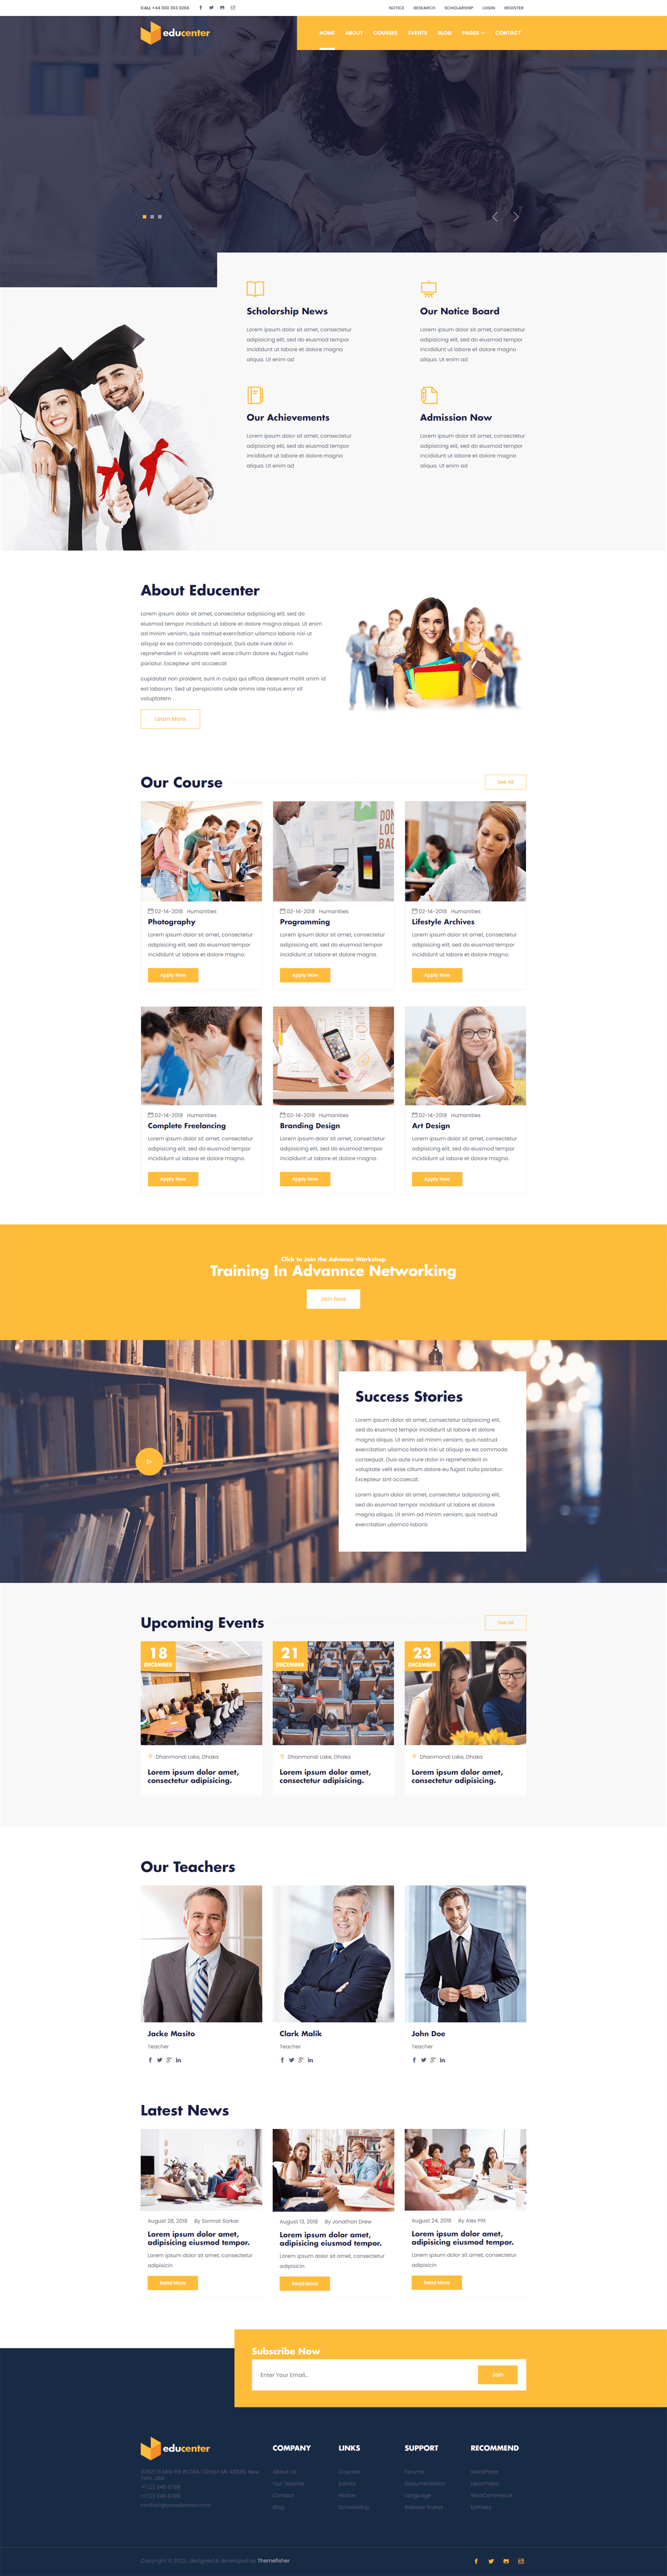 CALL +44 300 303 0266
NOTICE RESEARCH SCHOLARSHIP LOGIN REGISTER
educenter
HOME ABOUT COURSES EVENTS BLOG PAGES CONTACT
Scholorship News
Lorem ipsum dolor sit amet, consectetur
adipisicing elit, sed do eiusmod tempor
incididunt ut labore et dolore magna
aliqua. Ut enim ad
Our Notice Board
Lorem ipsum dolor sit amet, consectetur
adipisicing elit, sed do eiusmod tempor
incididunt ut labore et dolore magna
aliqua. Ut enim ad
Our Achievements
Lorem ipsum dolor sit amet, consectetur
adipisicing elit, sed do eiusmod tempor
incididunt ut labore et dolore magna
aliqua. Ut enim ad
Admission Now
Lorem ipsum dolor sit amet, consectetur
adipisicing elit, sed do eiusmod tempor
incididunt ut labore et dolore magna
aliqua. Ut enim ad
About Educenter
Lorem ipsum dolor sit amet, consectetur adipisicing elit, sed do
eiusmod tempor incididunt ut labore et dolore magna aliqua. Ut enim
ad minim veniam, quis nostrud exercitation ullamco laboris nisi ut
aliquip ex ea commodo consequat. Duis aute irure dolor in
reprehenderit in voluptate velit esse cillum dolore eu fugiat nulla
pariatur. Excepteur sint occaecat
cupidatat non proident, sunt in culpa qui officia deserunt mollit anim id
est laborum. Sed ut perspiciatis unde omnis iste natus error sit
voluptatem
Learn More
Our Course
See All
02-14-2018 Humanities
Photography
Lorem ipsum dolor sit amet, consectetur
adipisicing elit, sed do eiusmod tempor
incididunt ut labore et dolore magna.
Apply Now
02-14-2018 Humanities
Programming
Lorem ipsum dolor sit amet, consectetur
adipisicing elit, sed do eiusmod tempor
incididunt ut labore et dolore magna.
Apply Now
02-14-2018 Humanities
Lifestyle Archives
Lorem ipsum dolor sit amet, consectetur
adipisicing elit, sed do eiusmod tempor
incididunt ut labore et dolore magna.
Apply Now
02-14-2018 Humanities
Complete Freelancing
Lorem ipsum dolor sit amet, consectetur
adipisicing elit, sed do eiusmod tempor
incididunt ut labore et dolore magna.
Apply Now
02-14-2018 Humanities
Branding Design
Lorem ipsum dolor sit amet, consectetur
adipisicing elit, sed do eiusmod tempor
incididunt ut labore et dolore magna.
Apply Now
02-14-2018 Humanities
Art Design
Lorem ipsum dolor sit amet, consectetur
adipisicing elit, sed do eiusmod tempor
incididunt ut labore et dolore magna.
Apply Now
Click to Join the Advance Workshop
Training In Advannce Networking
Join Now
Success Stories
Lorem ipsum dolor sit amet, consectetur adipisicing elit,
sed do eiusmod tempor incididunt ut labore et dolore
magna aliqua. Ut enim ad minim veniam, quis nostrud
exercitation ullamco laboris nisi ut aliquip ex ea commodo
consequat. Duis aute irure dolor in reprehenderit in
voluptate velit esse cillum dolore eu fugiat nulla pariatur.
Excepteur sint occaecat.
Lorem ipsum dolor sit amet, consectetur adipisicing elit,
sed do eiusmod tempor incididunt ut labore et dolore
magna aliqua. Ut enim ad minim veniam, quis nostrud
exercitation ullamco laboris
Upcoming Events
See All
18
DECEMBER
Dhanmondi Lake, Dhaka
Lorem ipsum dolor amet,
consectetur adipisicing.
21
DECEMBER
Dhanmondi Lake, Dhaka
Lorem ipsum dolor amet,
consectetur adipisicing.
23
DECEMBER
Dhanmondi Lake, Dhaka
Lorem ipsum dolor amet,
consectetur adipisicing.
Our Teachers
Jacke Masito
Teacher
Clark Malik
Teacher
John Doe
Teacher
Latest News
August 28, 2018 By Somrat Sorkar
Lorem ipsum dolor amet,
adipisicing eiusmod tempor.
Lorem ipsum dolor sit amet, consectetur
adipisicin
Read More
August 13, 2018 By Jonathon Drew
Lorem ipsum dolor amet,
adipisicing eiusmod tempor.
Lorem ipsum dolor sit amet, consectetur
adipisicin
Read More
August 24, 2018 By Alex Pitt
Lorem ipsum dolor amet,
adipisicing eiusmod tempor.
Lorem ipsum dolor sit amet, consectetur
adipisicin
Read More
Subscribe Now
Enter Your Email...
Join
educenter
York, USA
+1 (2) 345 6789
+1 (2) 345 6789
contact@yourdomain.com
COMPANY
About Us
Our Teacher
Contact
Blog
LINKS
Courses
Events
Notice
Scholarship
SUPPORT
Forums
Documentation
Language
Release Status
RECOMMEND
WordPress
LearnPress
WooCommerce
bbPress
Copyright © 2022 , designed & developed by Themefisher